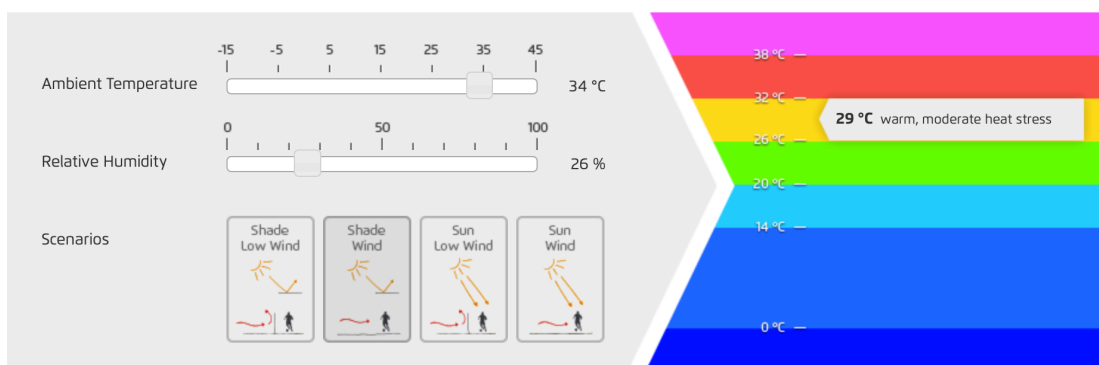 -15 -5 5 15 25 35 45
Ambient Temperature 34 °C
0 50 100
Relative Humidity 26 %
Scenarios
Shade
Low Wind
Shade
Wind
Sun
Low Wind
Sun
Wind
38 °C
32 °C
29 °C warm, moderate heat stress
26 °C
20 °C
14 °C
0 °C